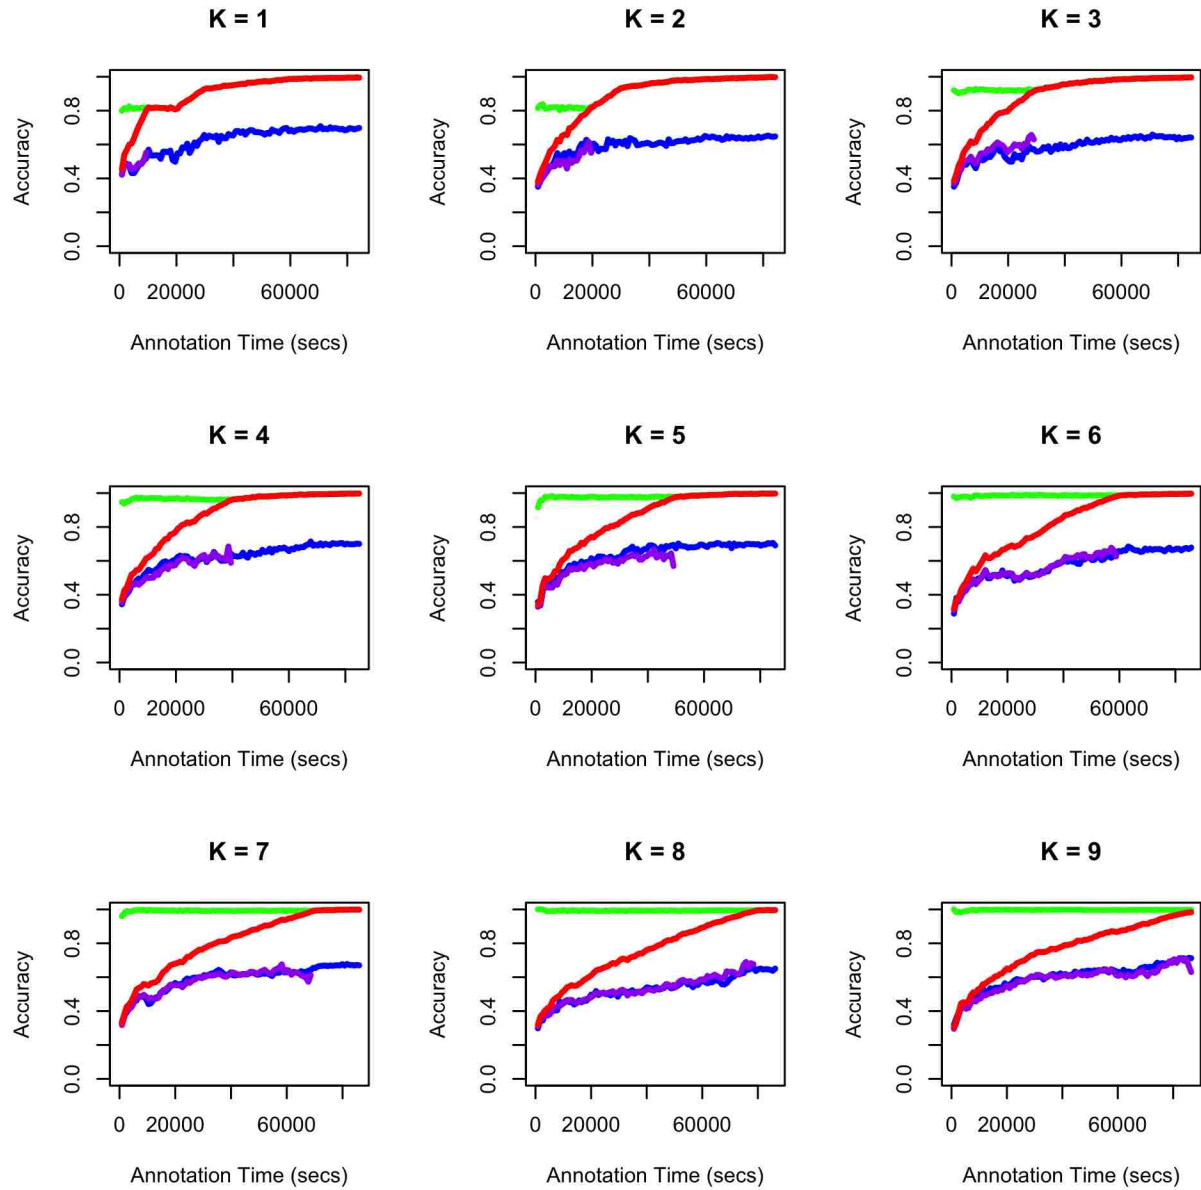 K = 1 K = 2 K = 3
Accuracy Accuracy Accuracy
0.8 0.8 0.8
0.4 0.4 0.4
0.0 0.0 0.0
0 20000 60000 0 20000 60000 0 20000 60000
Annotation Time (secs) Annotation Time (secs) Annotation Time (secs)
K = 4 K = 5 K = 6
Accuracy Accuracy Accuracy
0.8 0.8 0.8
0.4 0.4 0.4
0.0 0.0 0.0
0 20000 60000 0 20000 60000 0 20000 60000
Annotation Time (secs) Annotation Time (secs) Annotation Time (secs)
K = 7 K = 8 K = 9
Accuracy Accuracy Accuracy
0.8 0.8 0.8
0.4 0.4 0.4
0.0 0.0 0.0
0 20000 60000 0 20000 60000 0 20000 60000
Annotation Time (secs) Annotation Time (secs) Annotation Time (secs)